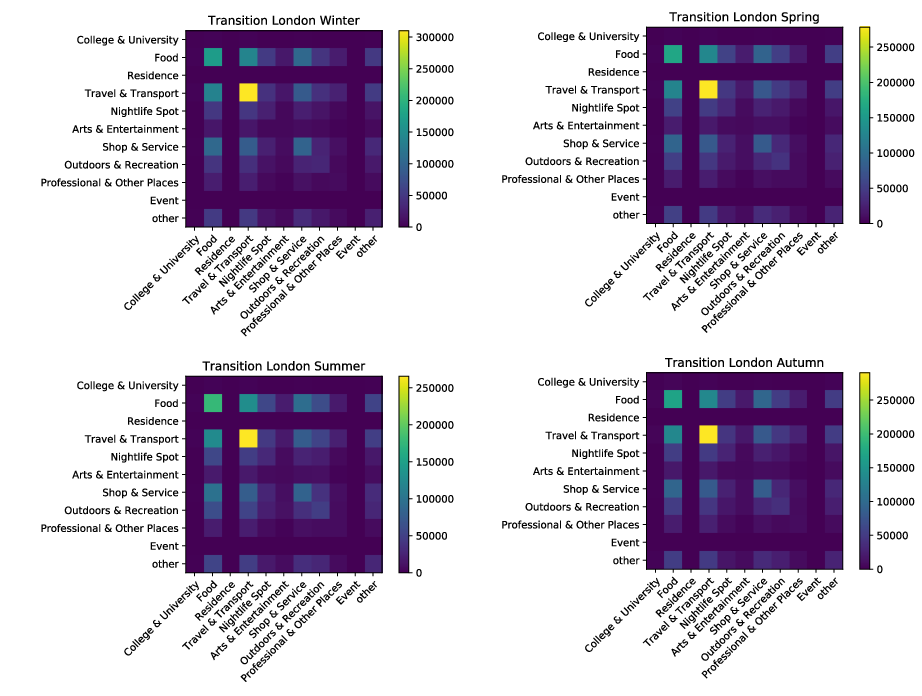 Transition London Winter
College & University
Food
Residence
Travel & Transport
Nightlife Spot
Arts & Entertainment
Shop & Service
Outdoors & Recreation
Professional & Other Places
Event
other
College & University
Food
Residence
Travel & Transport
Nightlife Spot
Arts & Entertainment
Shop & Service
Outdoors & Recreation
Professional & Other Places
Event
other
300000
250000
200000
150000
100000
50000
0
Transition London Spring
College & University
Food
Residence
Travel & Transport
Nightlife Spot
Arts & Entertainment
Shop & Service
Outdoors & Recreation
Professional & Other Places
Event
other
College & University
Food
Residence
Travel & Transport
Nightlife Spot
Arts & Entertainment
Shop & Service
Outdoors & Recreation
Professional & Other Places
Event
other
250000
200000
150000
100000
50000
0
Transition London Summer
College & University
Food
Residence
Travel & Transport
Nightlife Spot
Arts & Entertainment
Shop & Service
Outdoors & Recreation
Professional & Other Places
Event
other
College & University
Food
Residence
Travel & Transport
Nightlife Spot
Arts & Entertainment
Shop & Service
Outdoors & Recreation
Professional & Other Places
Event
other
250000
200000
150000
100000
50000
0
Transition London Autumn
College & University
Food
Residence
Travel & Transport
Nightlife Spot
Arts & Entertainment
Shop & Service
Outdoors & Recreation
Professional & Other Places
Event
other
College & University
Food
Residence
Travel & Transport
Nightlife Spot
Arts & Entertainment
Shop & Service
Outdoors & Recreation
Professional & Other Places
Event
other
250000
200000
150000
100000
50000
0